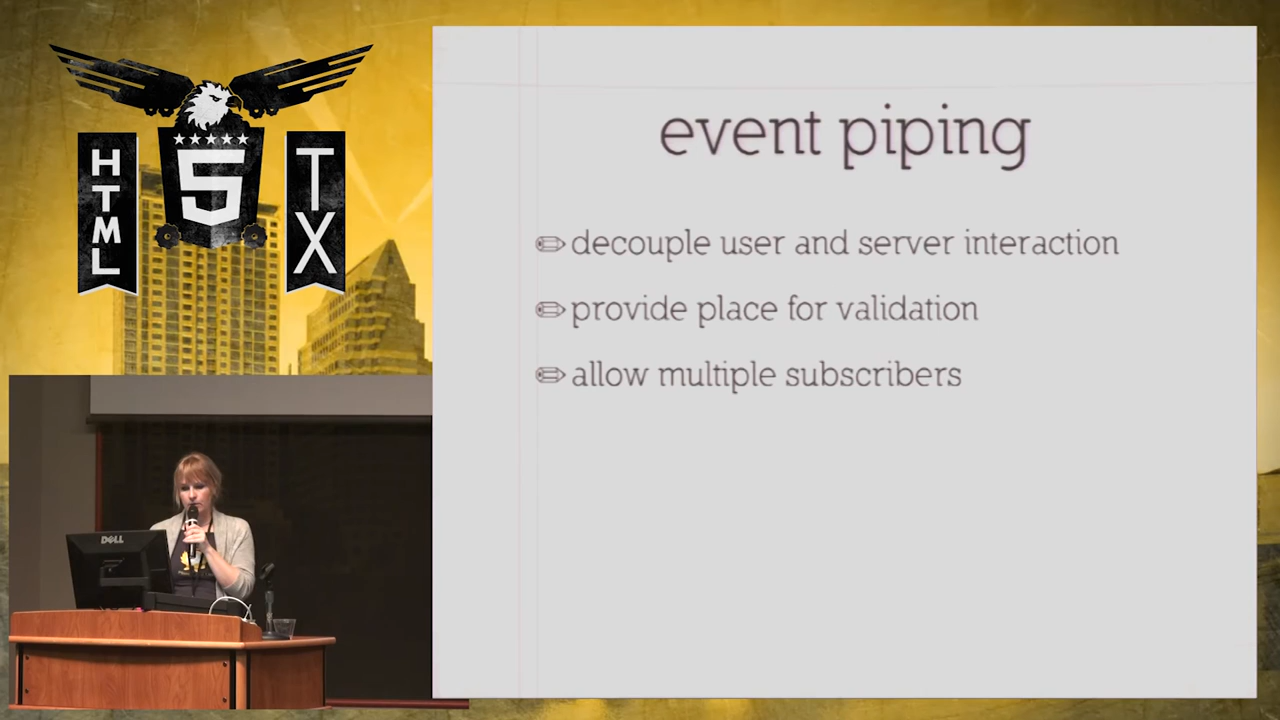 HTML
5
TX
event piping
decouple user and server interaction
provide place for validation
allow multiple subscribers
DELL